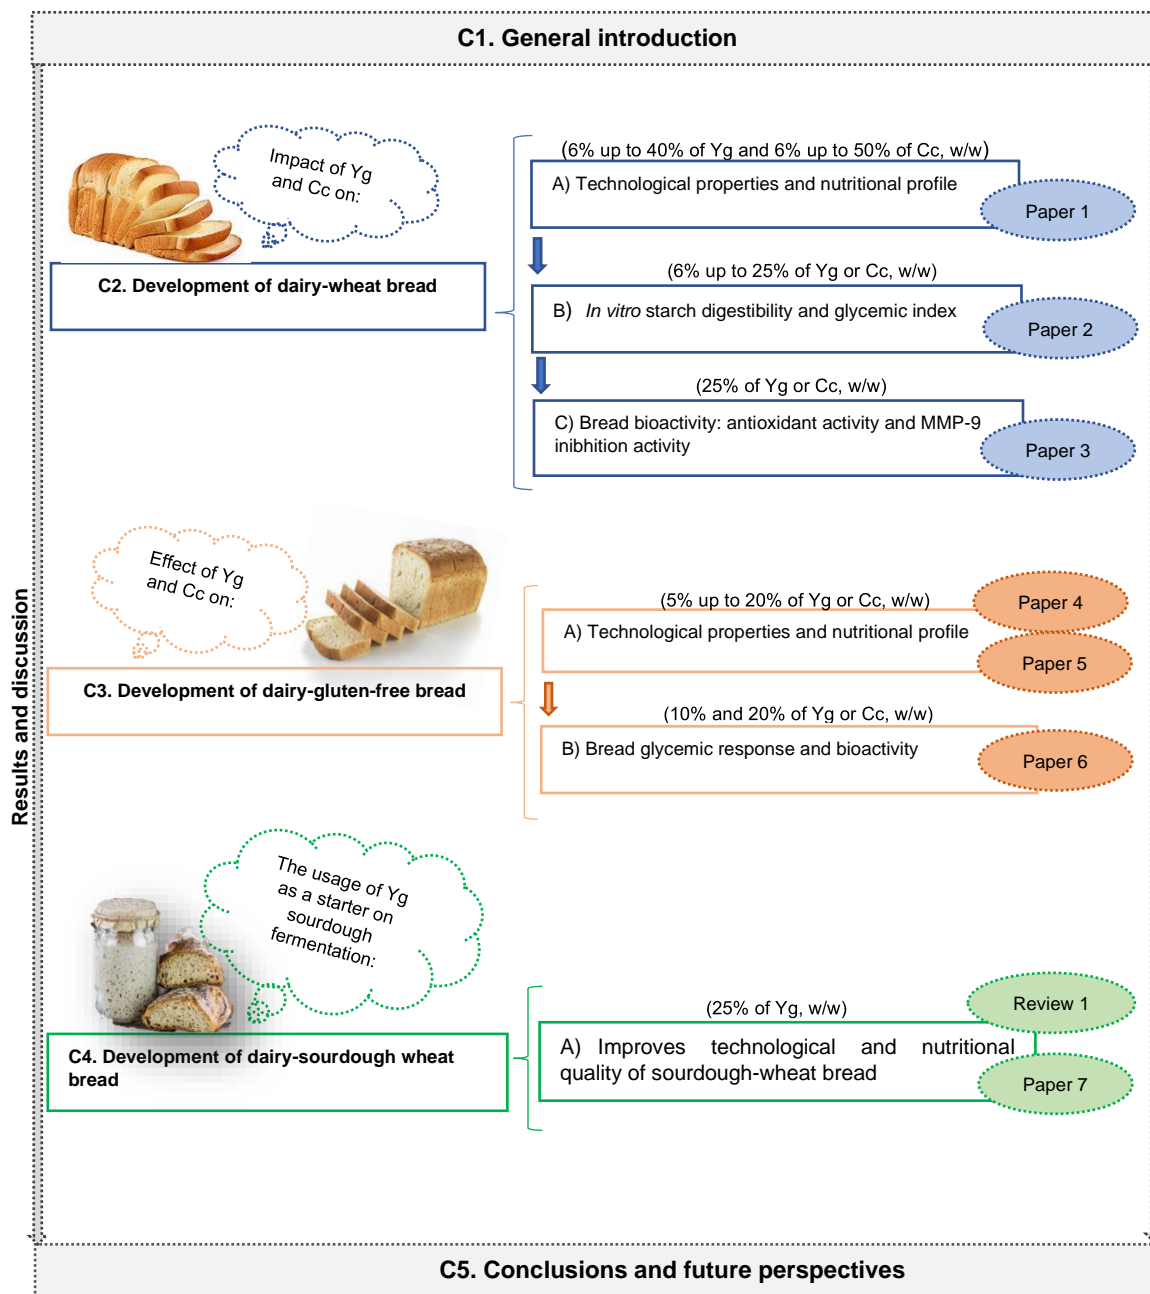 C1. General introduction
Results and discussion
Impact of Yg
and Cc on:
C2. Development of dairy-wheat bread
(6% up to 40% of Yg and 6% up to 50% of Cc, w/w)
A) Technological properties and nutritional profile
Paper 1
(6% up to 25% of Yg or Cc, w/w)
B) In vitro starch digestibility and glycemic index
Paper 2
(25% of Yg or Cc, w/w)
C) Bread bioactivity: antioxidant activity and MMP-9
inibhition activity
Paper 3
Effect of Yg
and Cc on:
C3. Development of dairy-gluten-free bread
(5% up to 20% of Yg or Cc, w/w)
Paper 4
A) Technological properties and nutritional profile
Paper 5
(10% and 20% of Yg or Cc, w/w)
B) Bread glycemic response and bioactivity
Paper 6
The usage of Yg
as a starter on
sourdough
fermentation:
C4. Development of dairy-sourdough wheat
bread
(25% of Yg, w/w)
Review 1
A) Improves technological and nutritional
quality of sourdough-wheat bread
Paper 7
C5. Conclusions and future perspectives